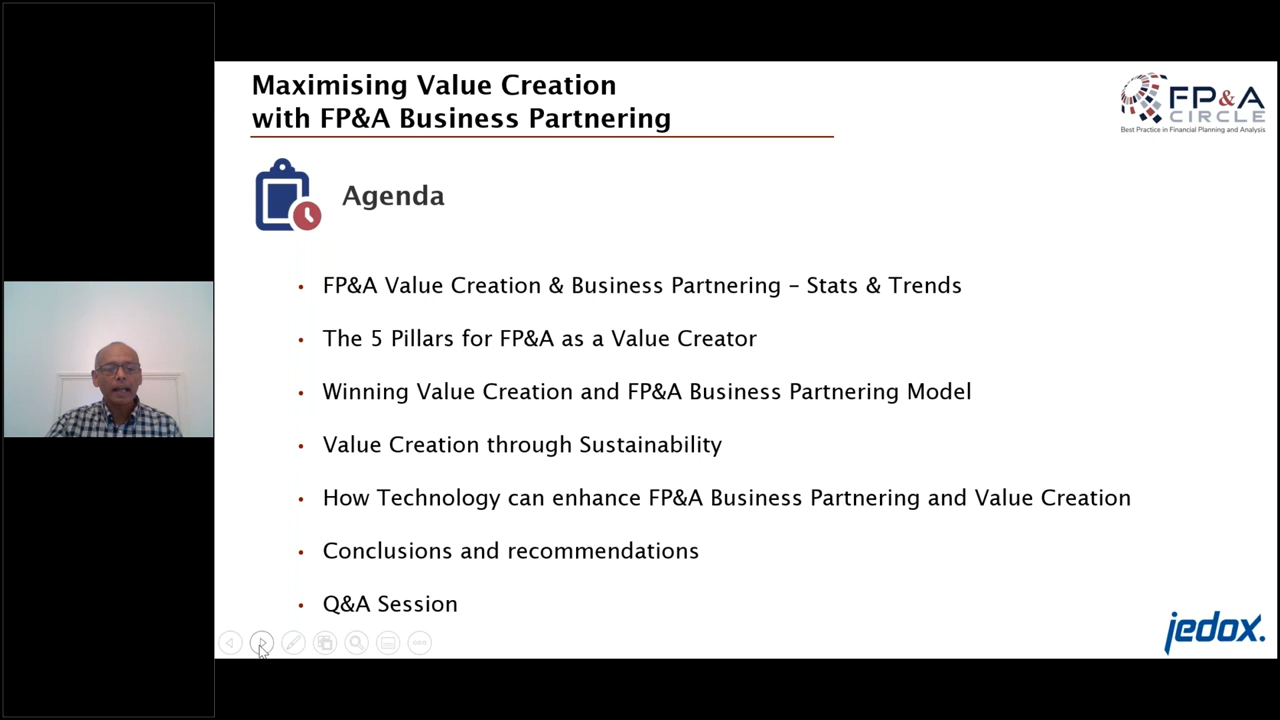 Maximising Value Creation
with FP&A Business Partnering
FP&A
CIRCLE
Best Practice in Financial Planning and Analysis
Agenda
• FP&A Value Creation & Business Partnering – Stats & Trends
• The 5 Pillars for FP&A as a Value Creator
• Winning Value Creation and FP&A Business Partnering Model
• Value Creation through Sustainability
• How Technology can enhance FP&A Business Partnering and Value Creation
• Conclusions and recommendations
• Q&A Session
jedox.